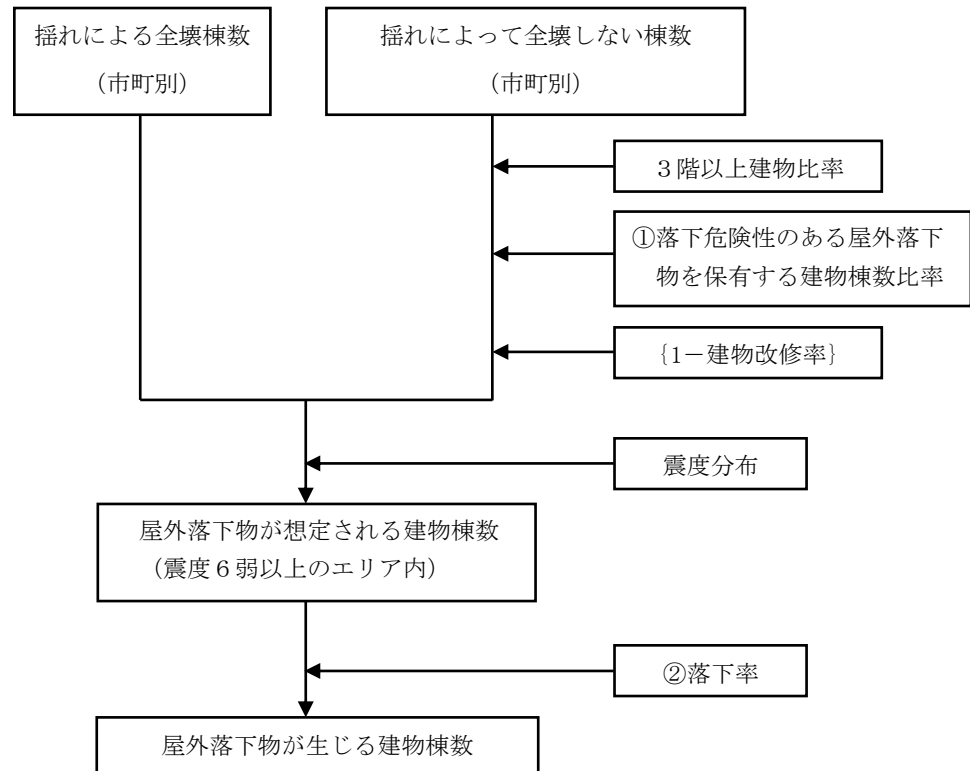 揺れによる全壊棟数
(市町別)
揺れによって全壊しない棟数
(市町別)
３階以上建物比率
①落下危険性のある屋外落下
物を保有する建物棟数比率
{1－建物改修率}
震度分布
屋外落下物が想定される建物棟数
(震度６弱以上のエリア内)
②落下率
屋外落下物が生じる建物棟数